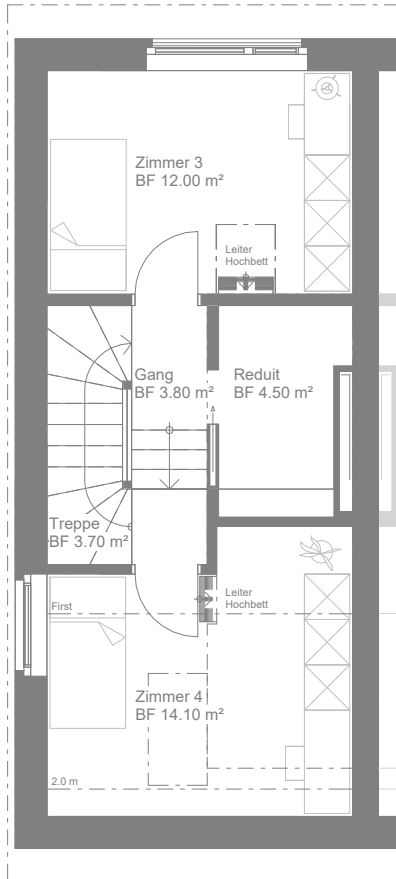 Zimmer 3
BF 12.00 m²
Leiter
Hochbett
Gang
BF 3.80 m²
Reduit
BF 4.50 m²
Treppe
BF 3.70 m²
First
Leiter
Hochbett
Zimmer 4
BF 14.10 m²
2.0 m